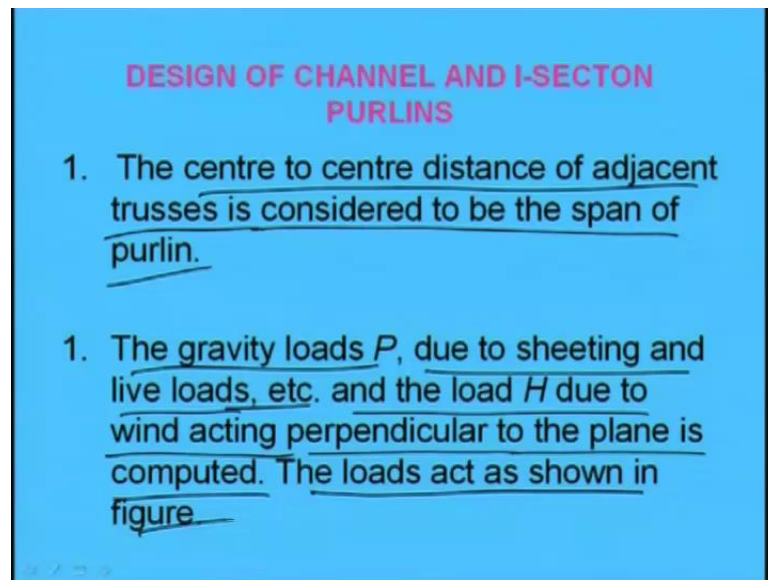 DESIGN OF CHANNEL AND I-SECTON
PURLINS
1. The centre to centre distance of adjacent
trusses is considered to be the span of
purlin.
1. The gravity loads P, due to sheeting and
live loads, etc. and the load H due to
wind acting perpendicular to the plane is
computed. The loads act as shown in
figure.